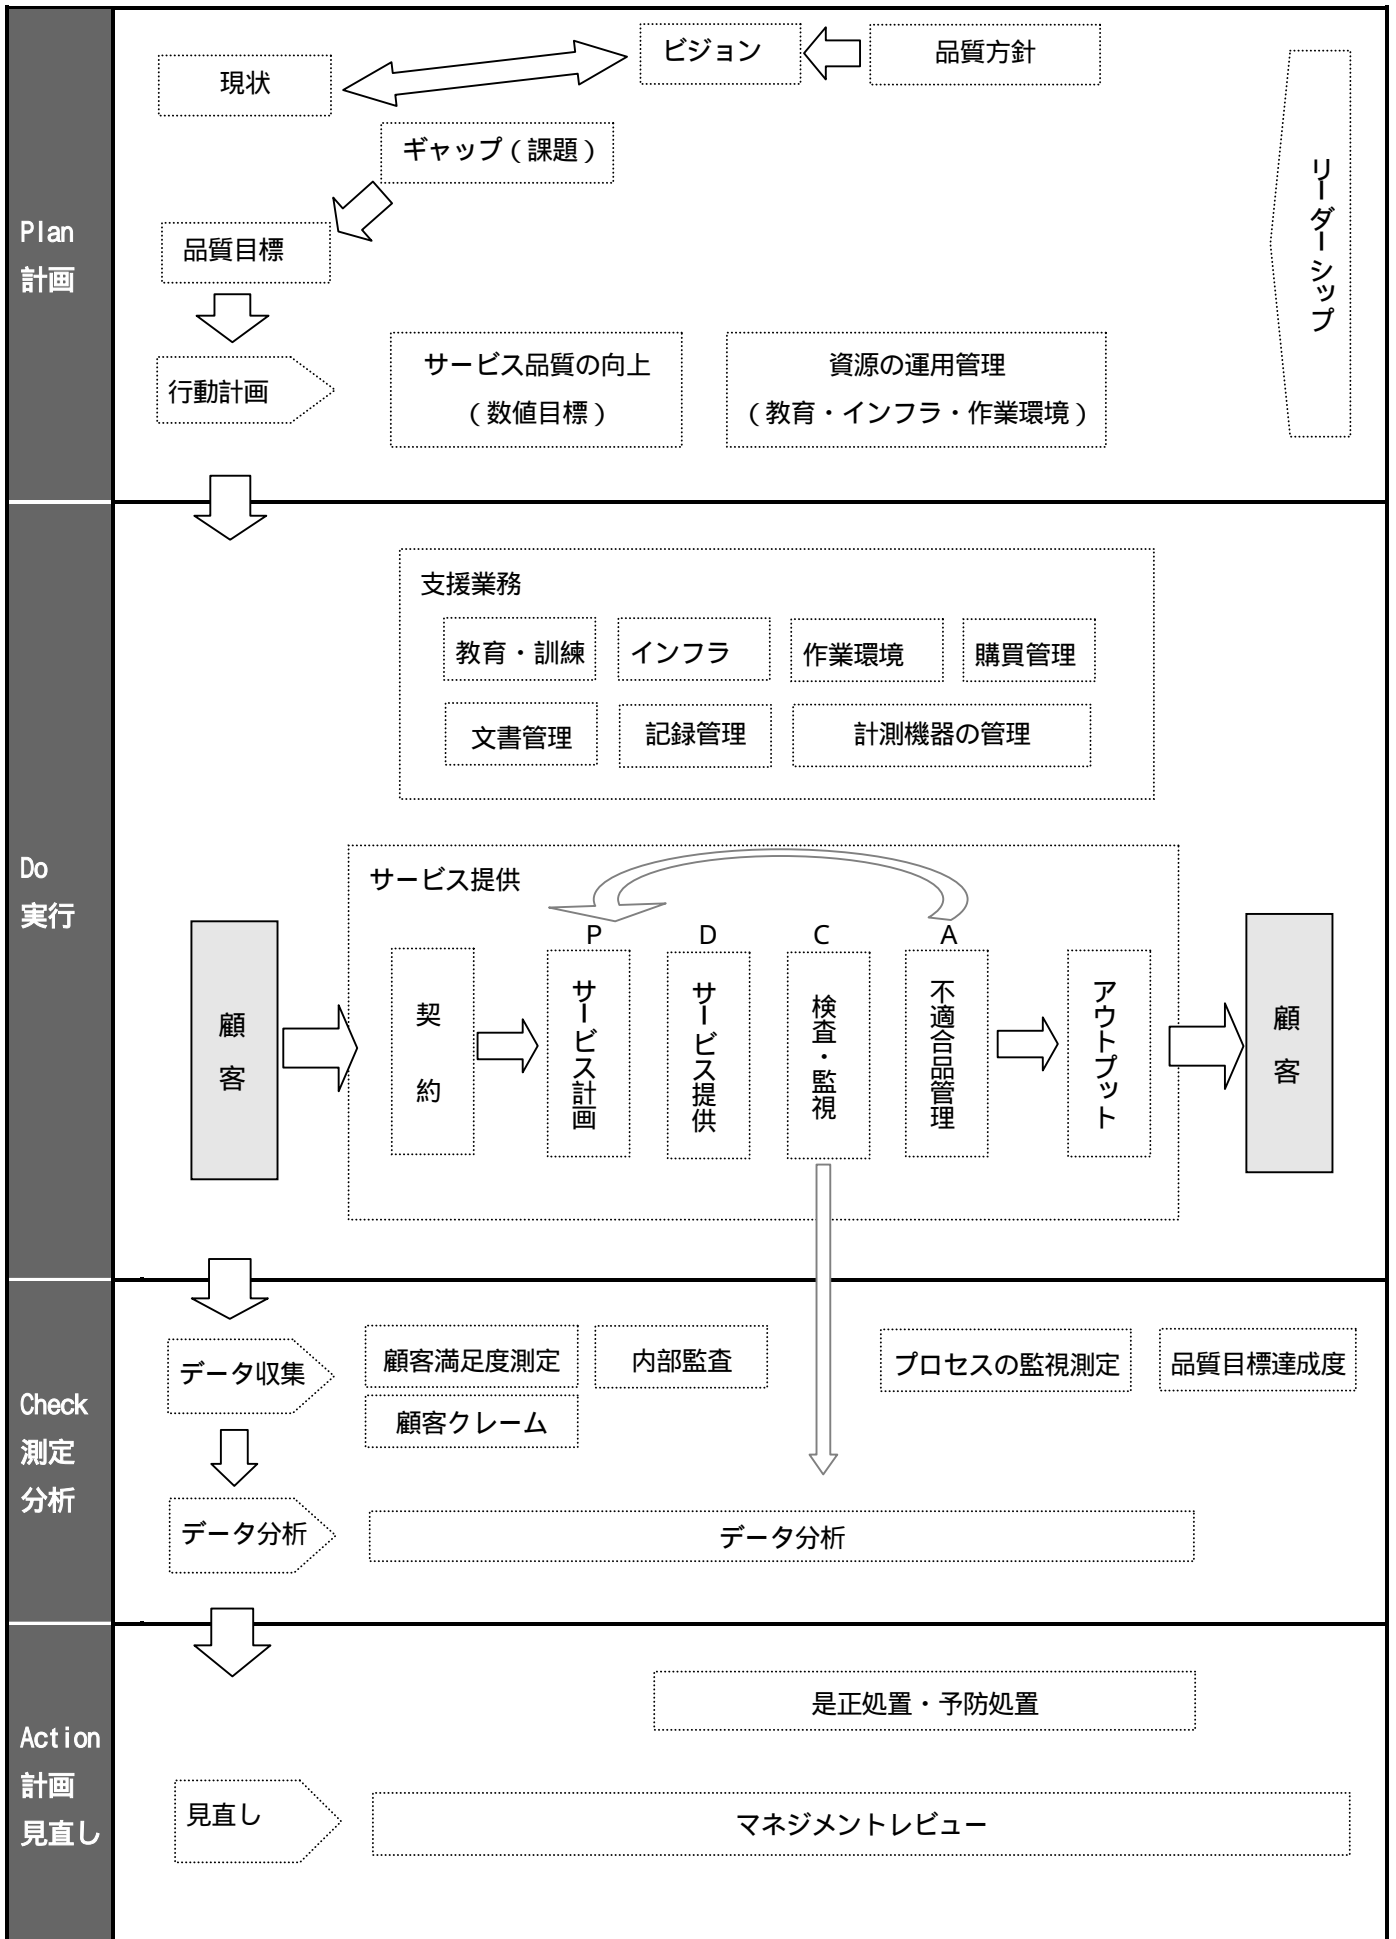 Plan
計画
現状
ビジョン
品質方針
ギャップ（課題）
品質目標
行動計画
サービス品質の向上
（数値目標）
資源の運用管理
（教育・インフラ・作業環境）
リーダーシップ
Do
実行
支援業務
教育・訓練
インフラ
作業環境
購買管理
文書管理
記録管理
計測機器の管理
サービス提供
P
D
C
A
顧
客
契
約
サービス計画
サービス提供
検査・監視
不適合品管理
アウトプット
顧
客
Check
測定
分析
データ収集
顧客満足度測定
内部監査
プロセスの監視測定
品質目標達成度
顧客クレーム
データ分析
データ分析
Action
計画
見直し
是正処置・予防処置
見直し
マネジメントレビュー